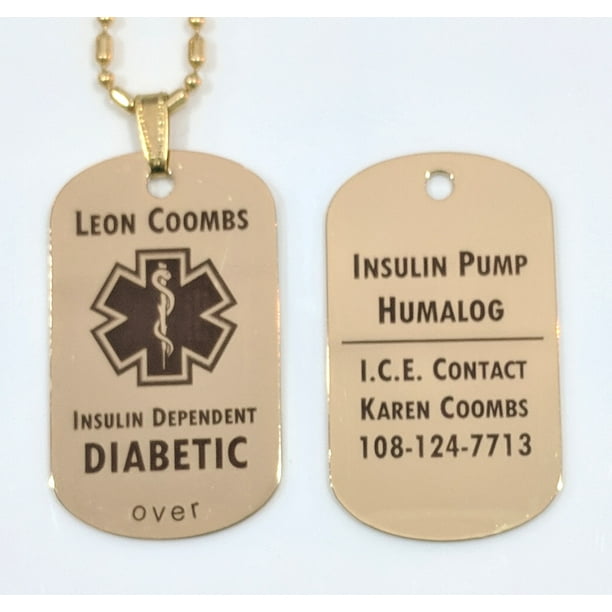 LEON COOMBS
INSULIN DEPENDENT
DIABETIC
over
INSULIN PUMP
HUMALOG
I.C.E. CONTACT
KAREN COOMBS
108-124-7713